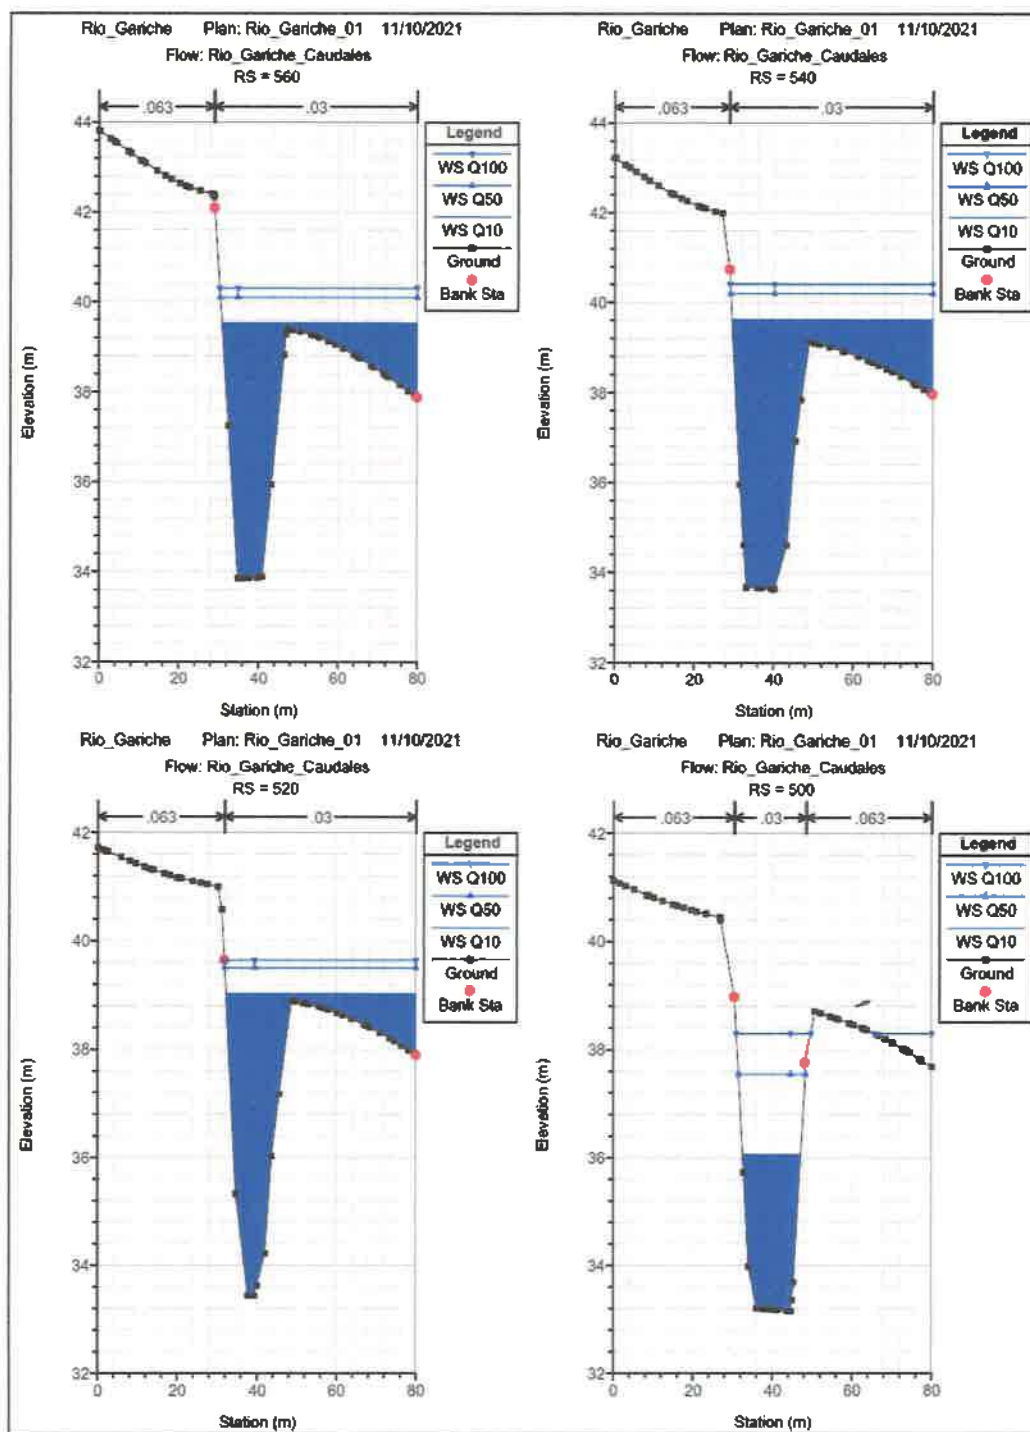 Rio_Gariche Plan: Rio_Gariche_01 11/10/2021
Flow: Rio_Gariche_Caudales
RS = 560
.063 .03
Legend
WS Q100
WS Q50
WS Q10
Ground
Bank Sta
44
42
40
38
36
34
32
Elevation (m)
0 20 40 60 80
Station (m)
Rio_Gariche Plan: Rio_Gariche_01 11/10/2021
Flow: Rio_Gariche_Caudales
RS = 540
.063 .03
Legend
WS Q100
WS Q50
WS Q10
Ground
Bank Sta
44
42
40
38
36
34
32
Elevation (m)
0 20 40 60 80
Station (m)
Rio_Gariche Plan: Rio_Gariche_01 11/10/2021
Flow: Rio_Gariche_Caudales
RS = 520
.063 .03
Legend
WS Q100
WS Q50
WS Q10
Ground
Bank Sta
42
40
38
36
34
32
Elevation (m)
0 20 40 60 80
Station (m)
Rio_Gariche Plan: Rio_Gariche_01 11/10/2021
Flow: Rio_Gariche_Caudales
RS = 500
.063 .03 .063
Legend
WS Q100
WS Q50
WS Q10
Ground
Bank Sta
42
40
38
36
34
32
Elevation (m)
0 20 40 60 80
Station (m)